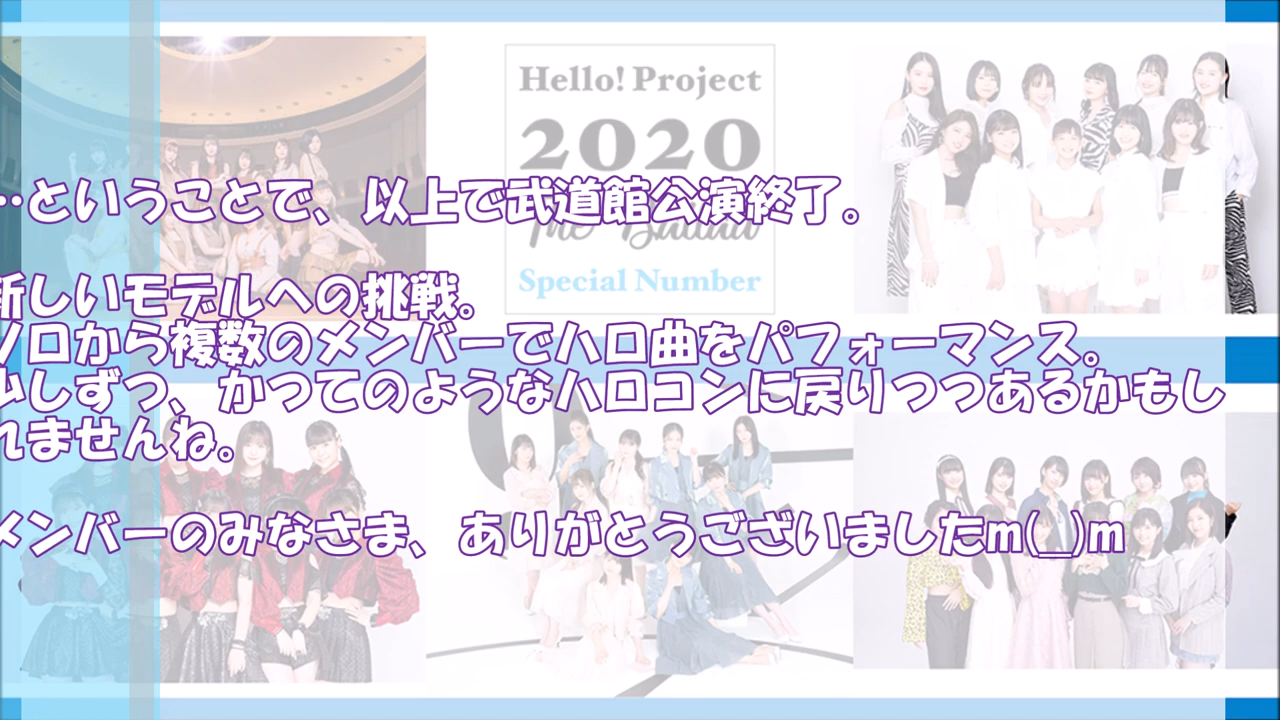 Hello! Project
2020
The Ballad
Special Number
…ということで、以上で武道館公演終了。
新しいモデルへの挑戦。
ソロから複数のメンバーでハロ曲をパフォーマンス。
少しずつ、かつてのようなハロコンに戻りつつあるかもし
れませんね。
メンバーのみなさま、ありがとうございましたm(_)m